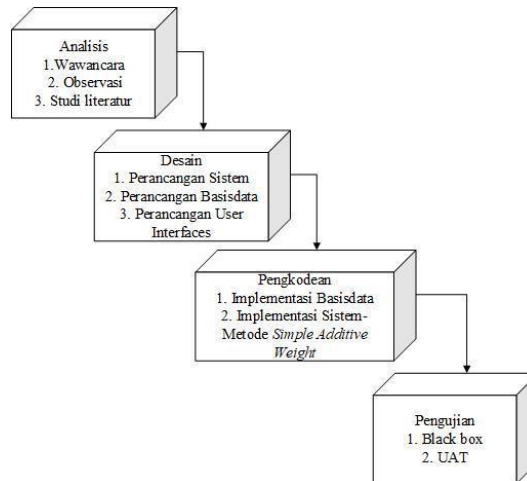 Analisis
1.Wawancara
2. Observasi
3. Studi literatur
Desain
1. Perancangan Sistem
2. Perancangan Basisdata
3. Perancangan User
Interfaces
Pengkodean
1. Implementasi Basisdata
2. Implementasi Sistem-
Metode Simple Additive
Weight
Pengujian
1. Black box
2. UAT